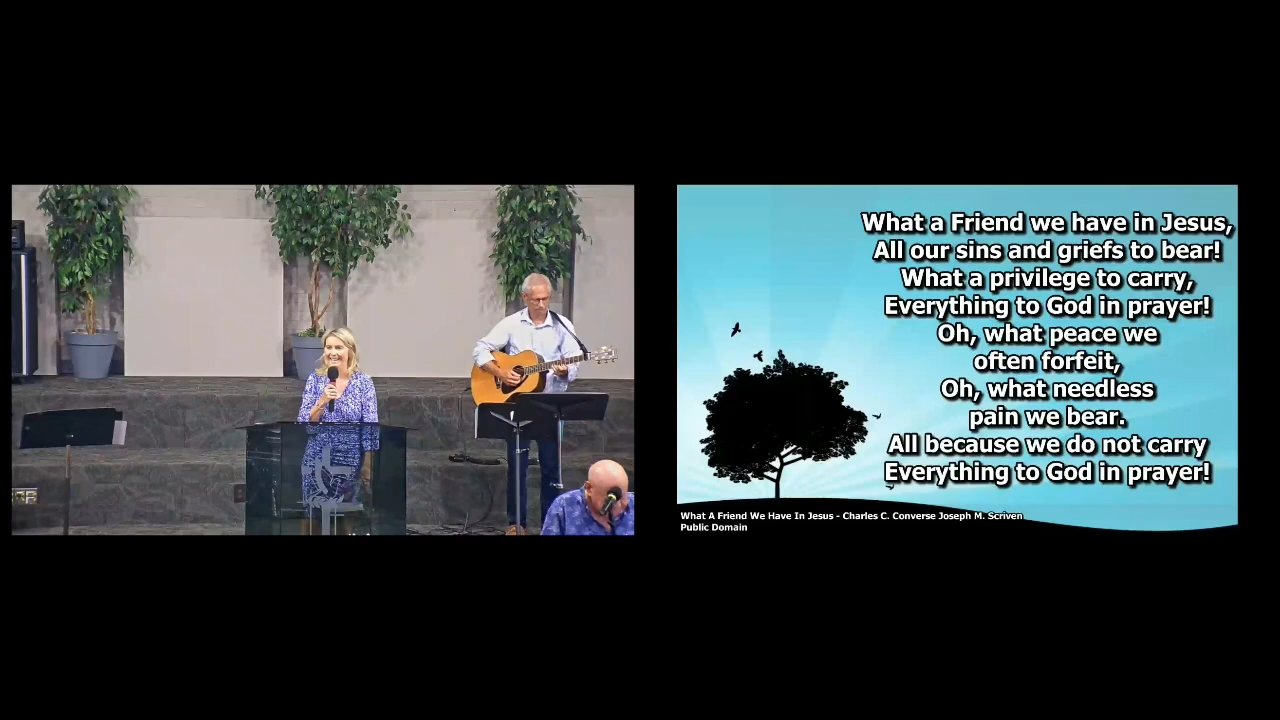 What a Friend we have in Jesus,
All our sins and griefs to bear!
What a privilege to carry,
Everything to God in prayer!
Oh, what peace we
often forfeit,
Oh, what needless
pain we bear.
All because we do not carry
Everything to God in prayer!
What A Friend We Have In Jesus - Charles C. Converse Joseph M. Scriven
Public Domain